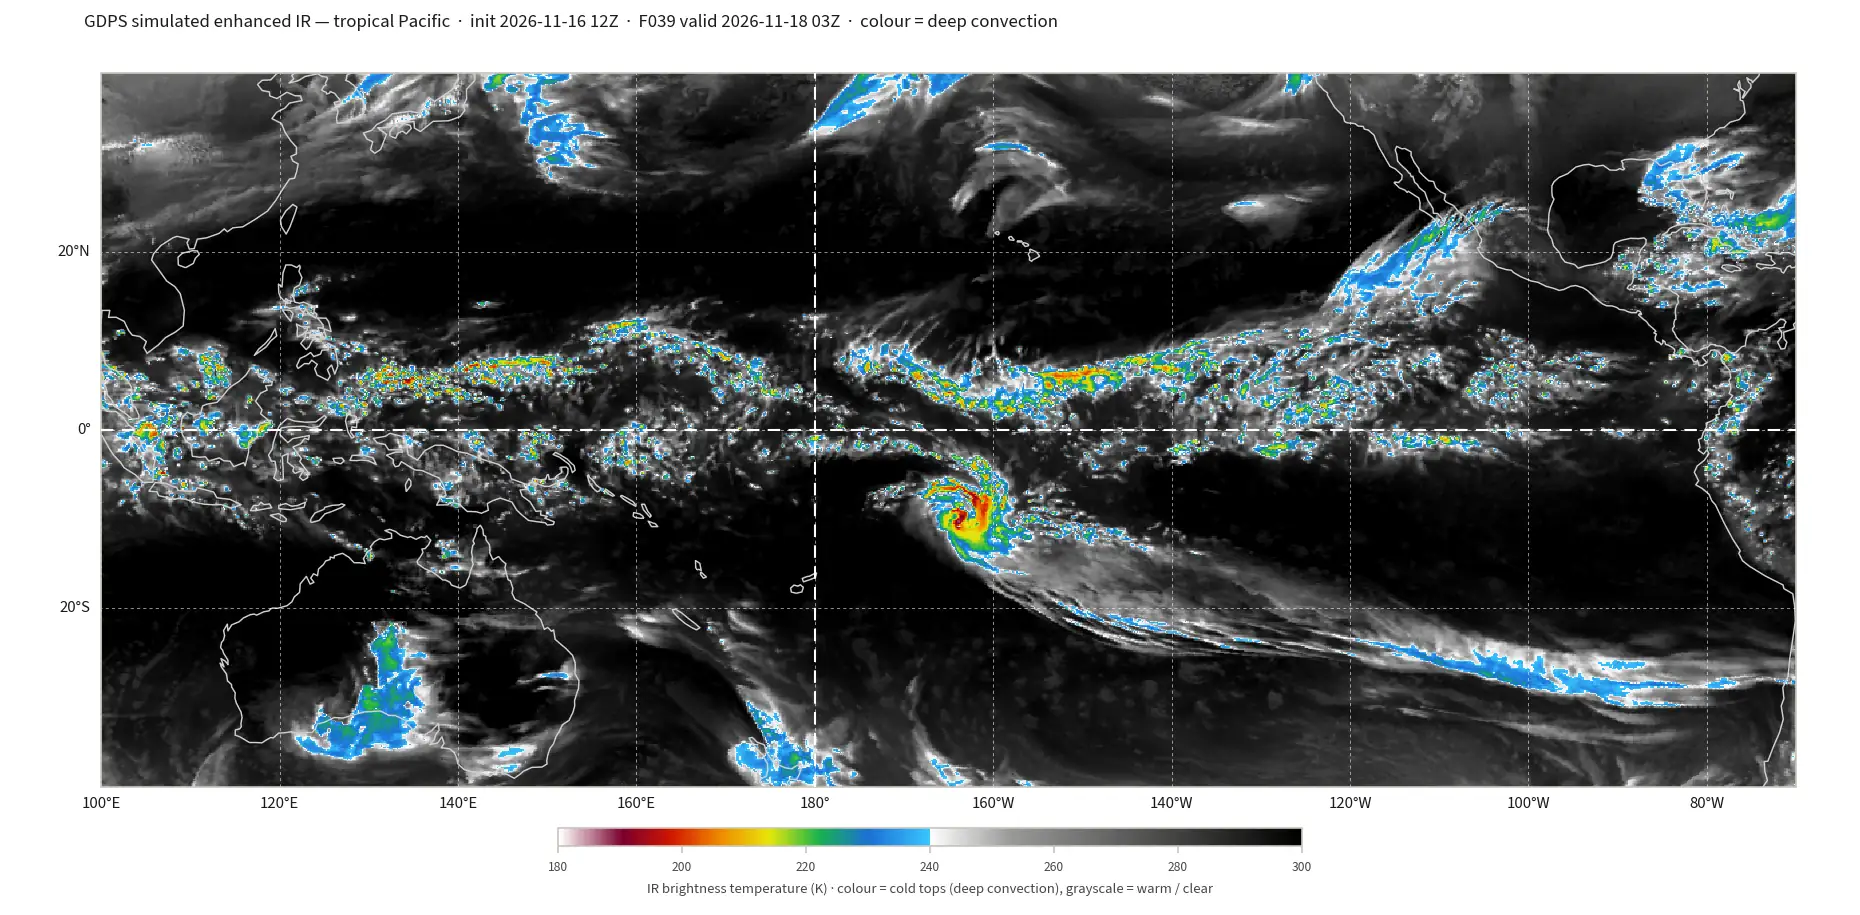 GDPS simulated enhanced IR — tropical Pacific · init 2026-11-16 12Z · F039 valid 2026-11-18 03Z · colour = deep convection
20°N
0°
20°S
100°E 120°E 140°E 160°E 180° 160°W 140°W 120°W 100°W 80°W
180 200 220 240 260 280 300
IR brightness temperature (K) · colour = cold tops (deep convection), grayscale = warm / clear